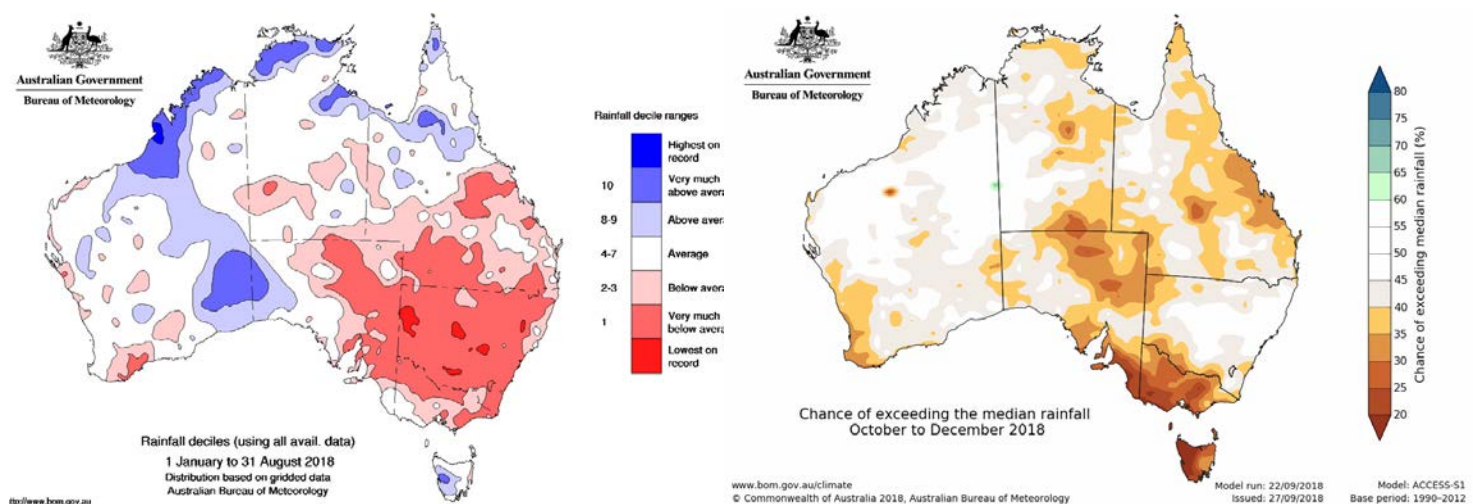 Australian Government
Bureau of Meteorology
Rainfall decile ranges
Highest on
record
10
Very much
above avera
8-9
Above aver
4-7
Average
2-3
Below avera
1
Very much
below avera
Lowest on
record
Rainfall deciles (using all avail. data)
1 January to 31 August 2018
Distribution based on gridded data
Australian Bureau of Meteorology
ttp://www.bom.gov.au
Australian Government
Bureau of Meteorology
80
75
70
65
60
55
50
45
40
35
30
25
20
Chance of exceeding median rainfall (%)
Chance of exceeding the median rainfall
October to December 2018
www.bom.gov.au/climate
© Commonwealth of Australia 2018, Australian Bureau of Meteorology
Model run: 22/09/2018
Issued: 27/09/2018
Model: ACCESS-S1
Base period: 1990-2012